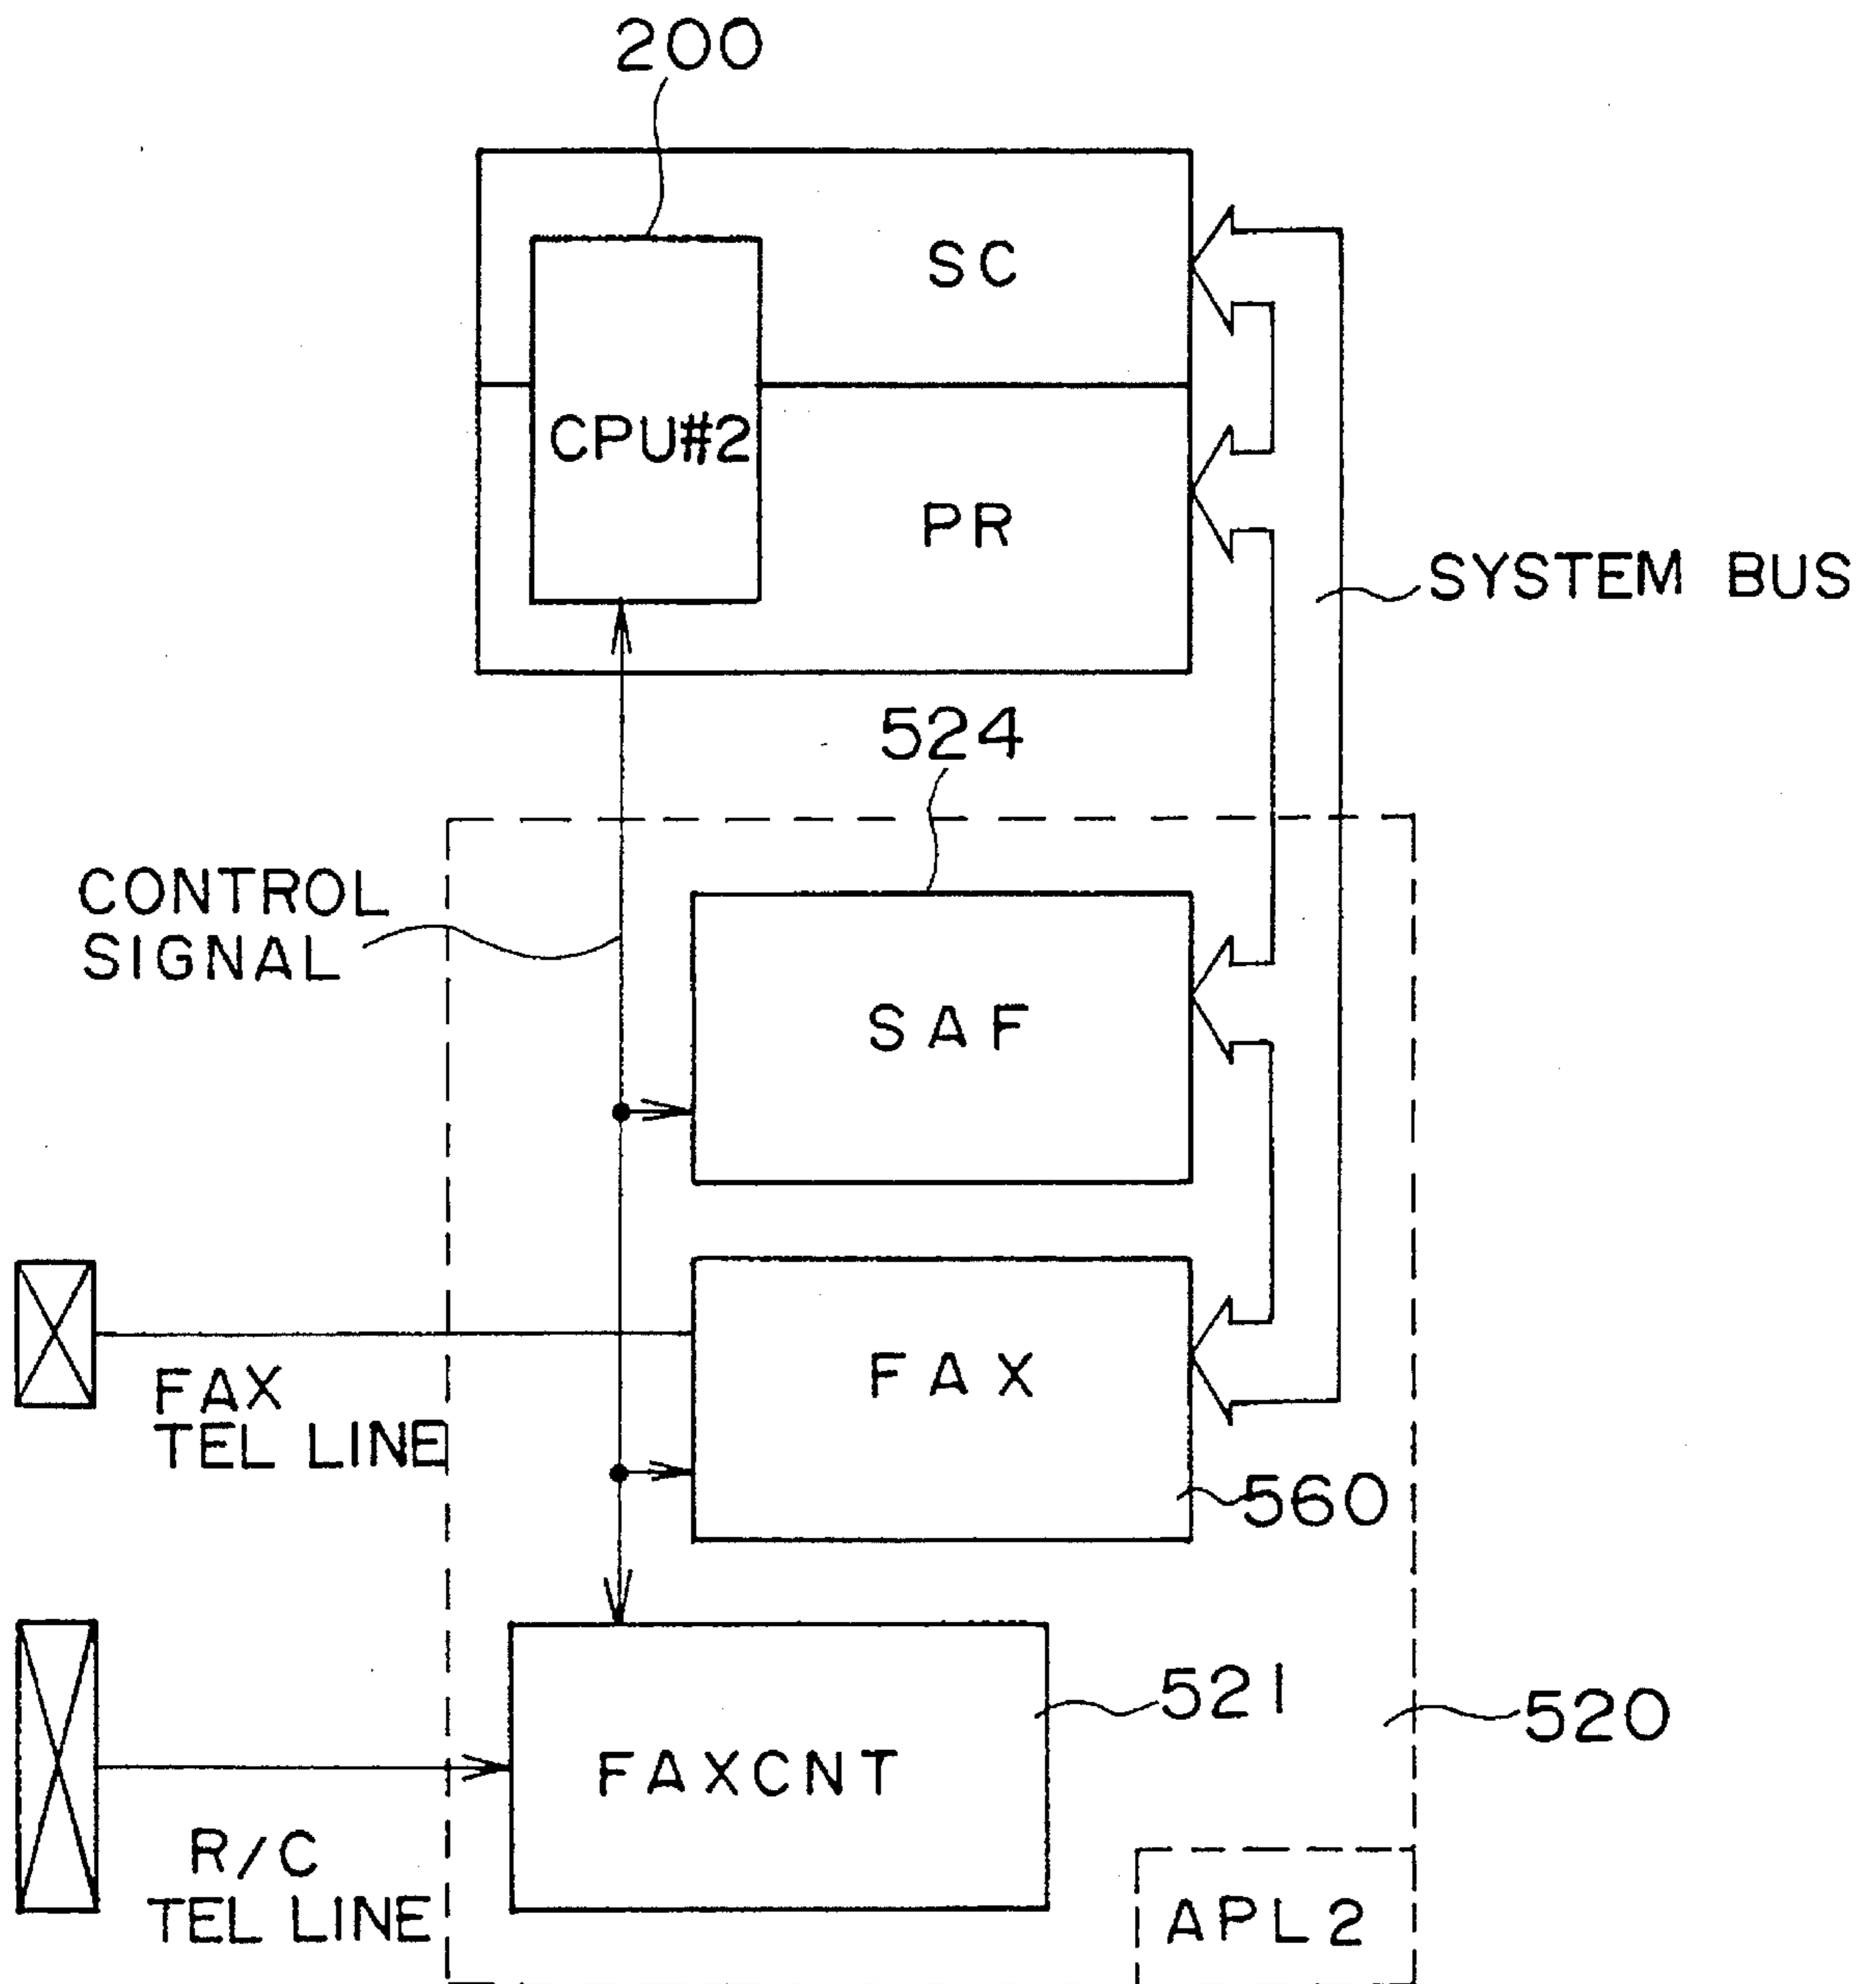 200
SC
CPU#2
PR
SYSTEM BUS
524
CONTROL
SIGNAL
SAF
FAX
FAX
TEL LINE
560
521
520
FAXCNT
R/C
TEL LINE
APL2